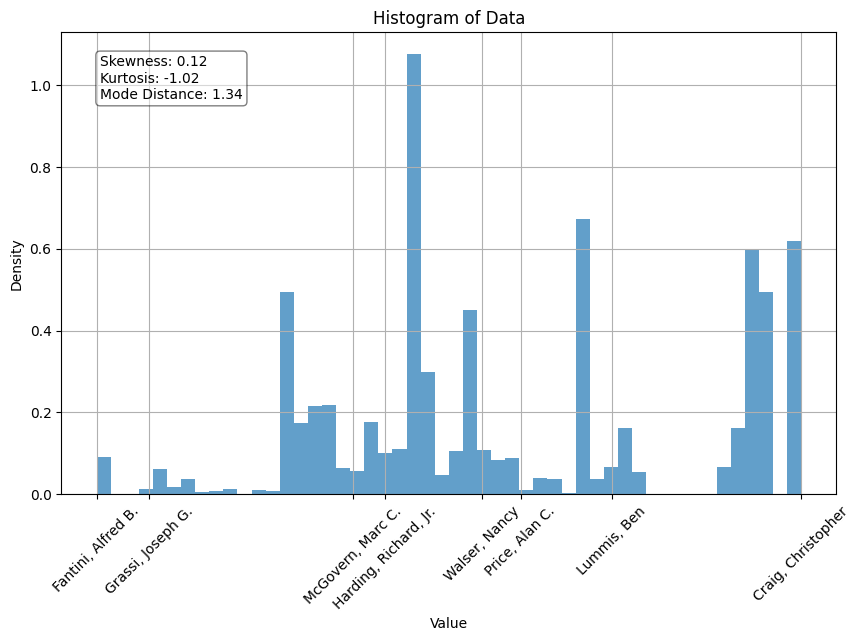 Histogram of Data
Skewness: 0.12
Kurtosis: -1.02
Mode Distance: 1.34
Density
1.0
0.8
0.6
0.4
0.2
0.0
Fantini, Alfred B.
Grassi, Joseph G.
McGovern, Marc C.
Harding, Richard, Jr.
Walser, Nancy
Price, Alan C.
Lummis, Ben
Craig, Christopher
Value